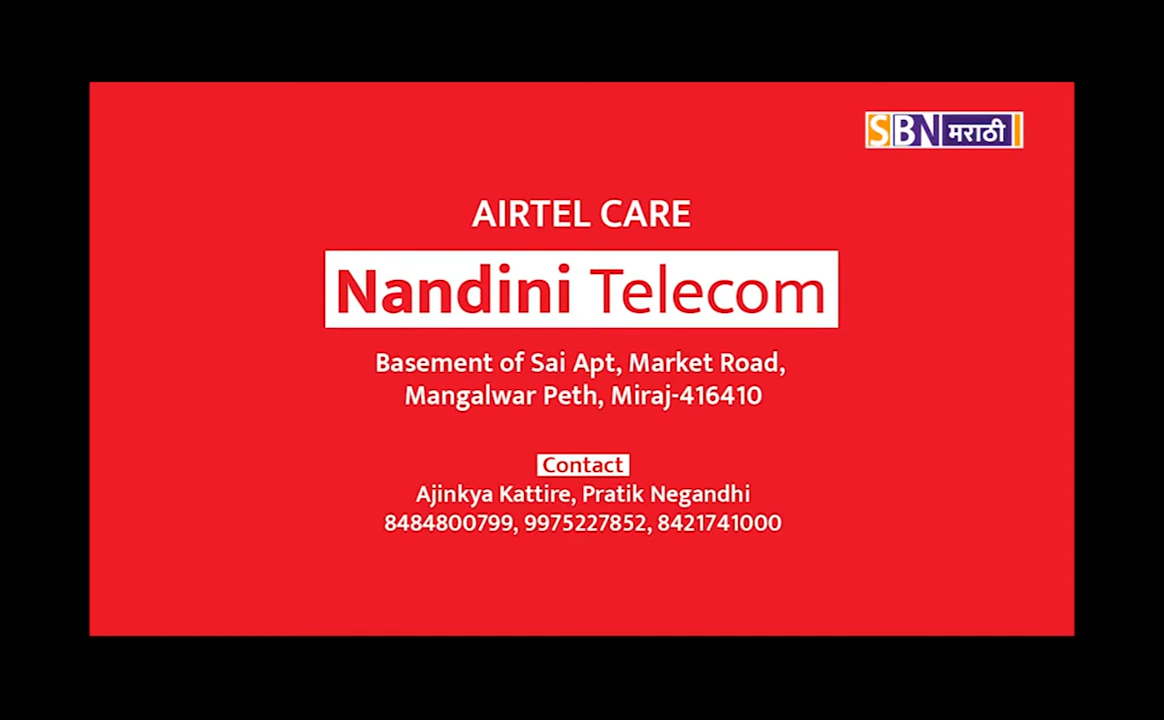 SBN मराठी
AIRTEL CARE
Nandini Telecom
Basement of Sai Apt, Market Road,
Mangalwar Peth, Miraj-416410
Contact
Ajinkya Kattire, Pratik Negandhi
8484800799, 9975227852, 8421741000